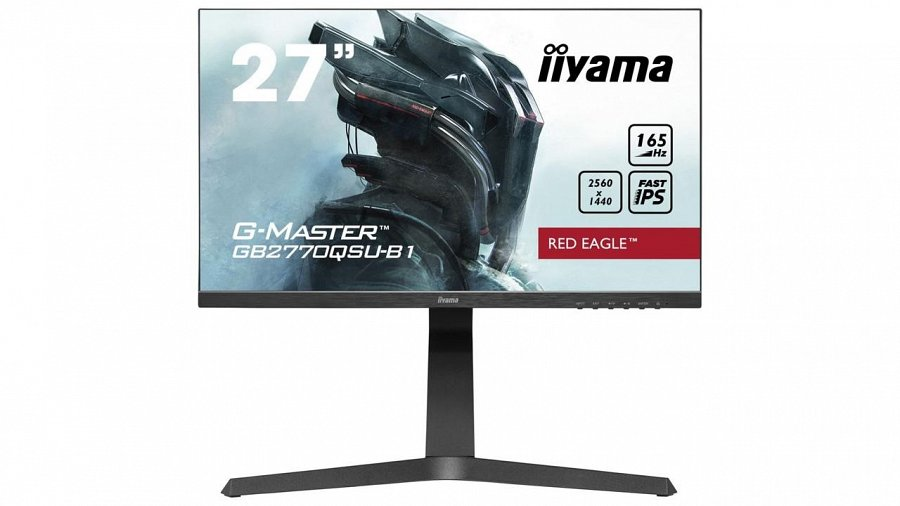 27”
iiyama
165
Hz
2560
x
1440
FAST
IPS
G-MASTER™
GB2770QSU-B1
RED EAGLE™
iiyama